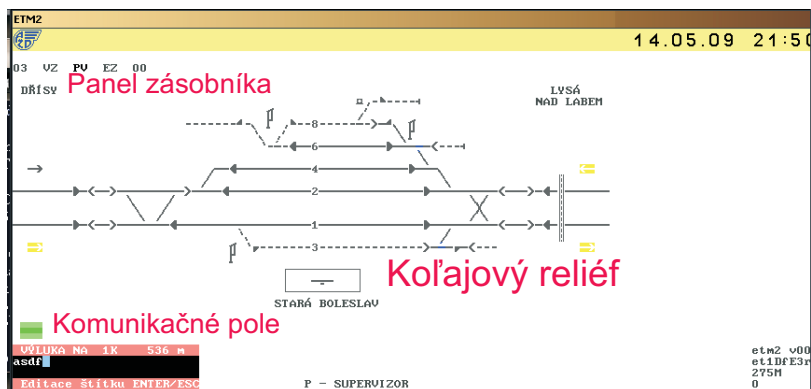 ETM2
14.05.09 21:50
03 VZ PV EZ 00
DŘÍSY
Panel zásobníka
LYSÁ
NAD LABEM
8
6
4
2
1
3
Koľajový reliéf
STARÁ BOLESLAV
Komunikačné pole
VÝLUKA NA 1K 536 m
asdf
Editace štítku ENTER/ESC
P - SUPERVIZOR
etm2 v00
et1DfE3r
275M
0